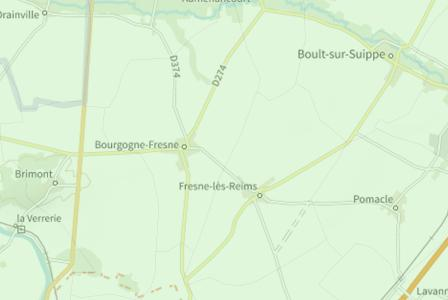 Orainville
Boult-sur-Suippe
D374
D274
Bourgogne-Fresne
Brimont
Fresne-lès-Reims
Pomacle
la Verrerie